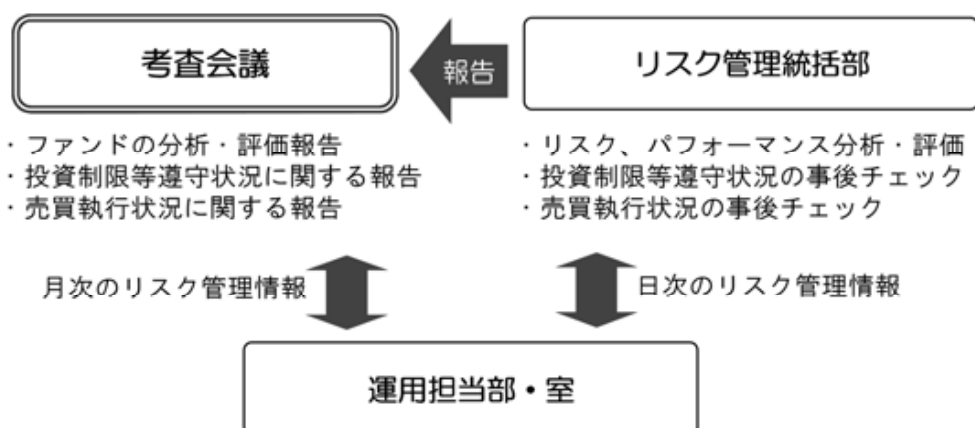 考査会議
報告
リスク管理統括部
・ファンドの分析・評価報告
・投資制限等遵守状況に関する報告
・売買執行状況に関する報告
・リスク、パフォーマンス分析・評価
・投資制限等遵守状況の事後チェック
・売買執行状況の事後チェック
月次のリスク管理情報
日次のリスク管理情報
運用担当部・室